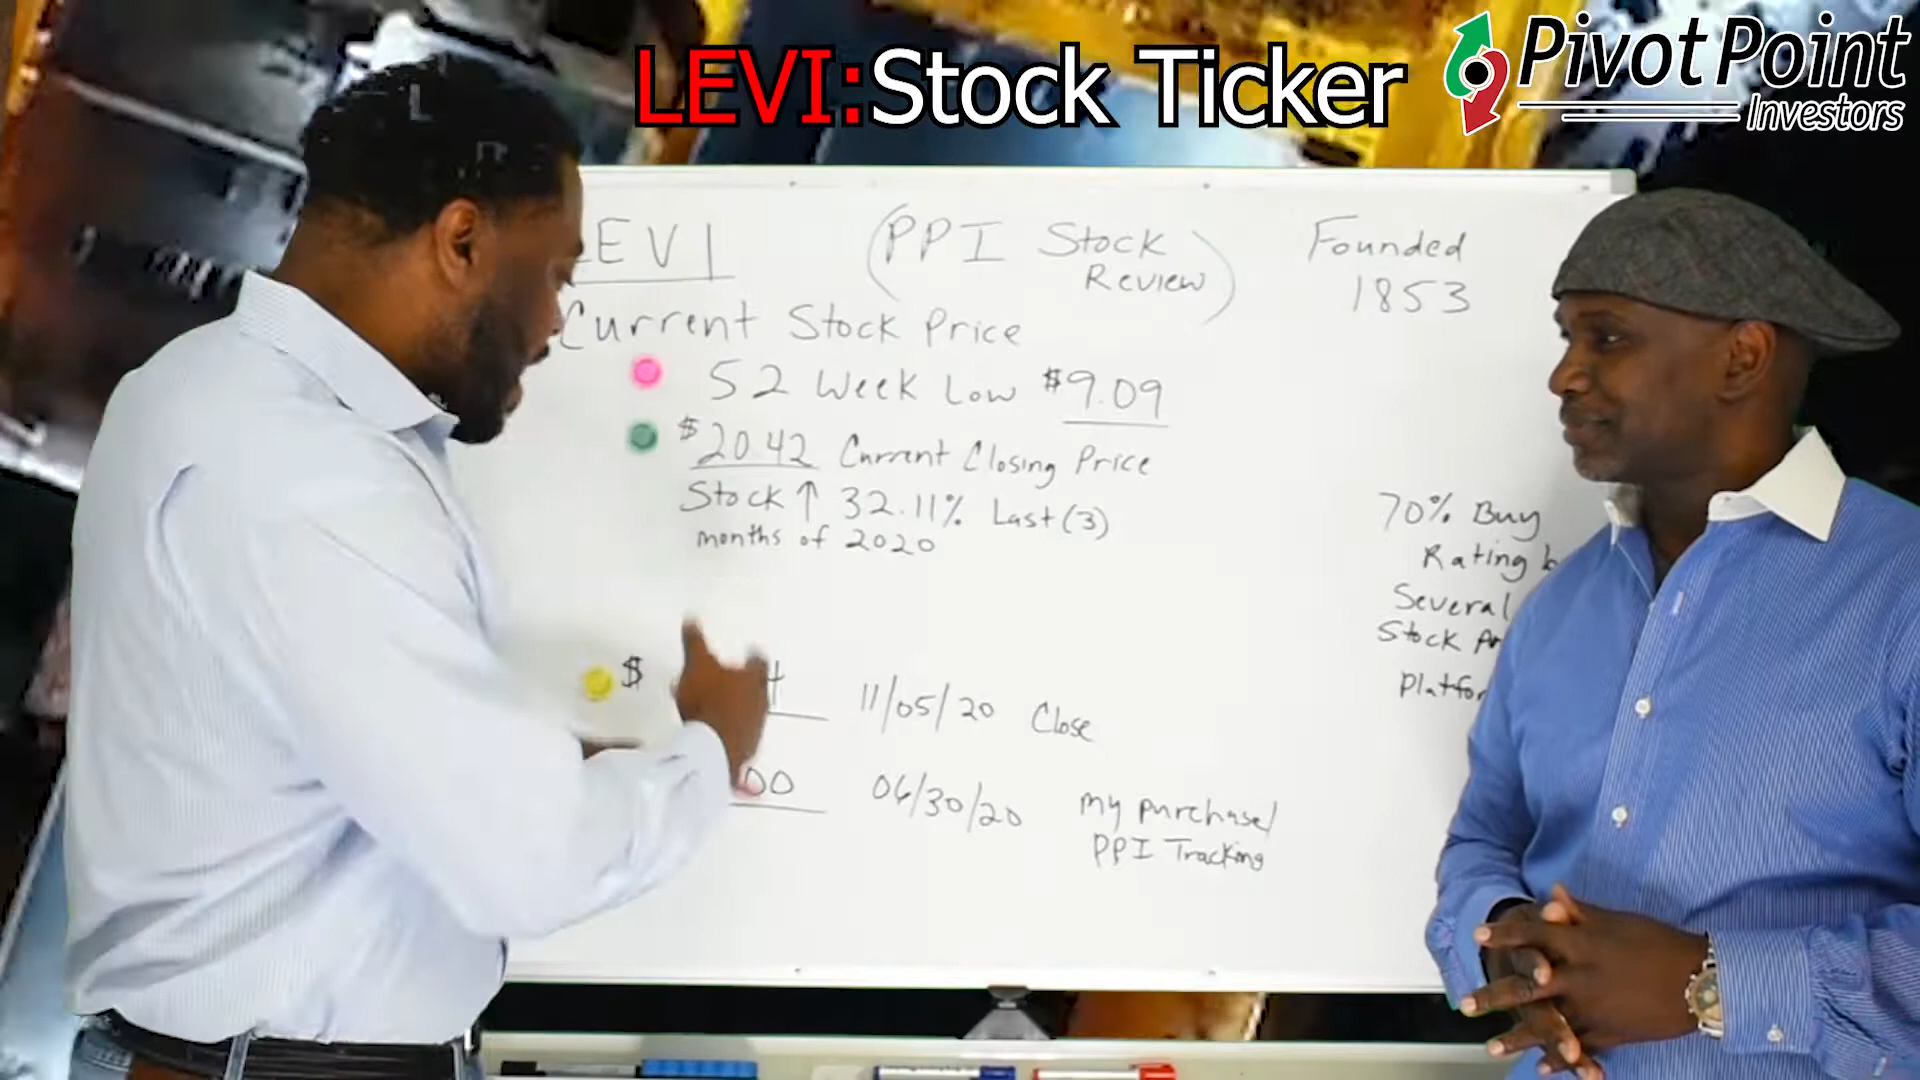 LEVI:Stock Ticker
Pivot Point
Investors
LEVI
(PPI Stock
Review)
Founded
1853
Current Stock Price
52 Week Low $9.09
$20.42 Current Closing Price
Stock ↑ 32.11% Last (3)
months of 2020
70% Buy
Rating
Several
Stock
$
11/05/20 Close
00 06/30/20 my purchase/
PPI Tracking